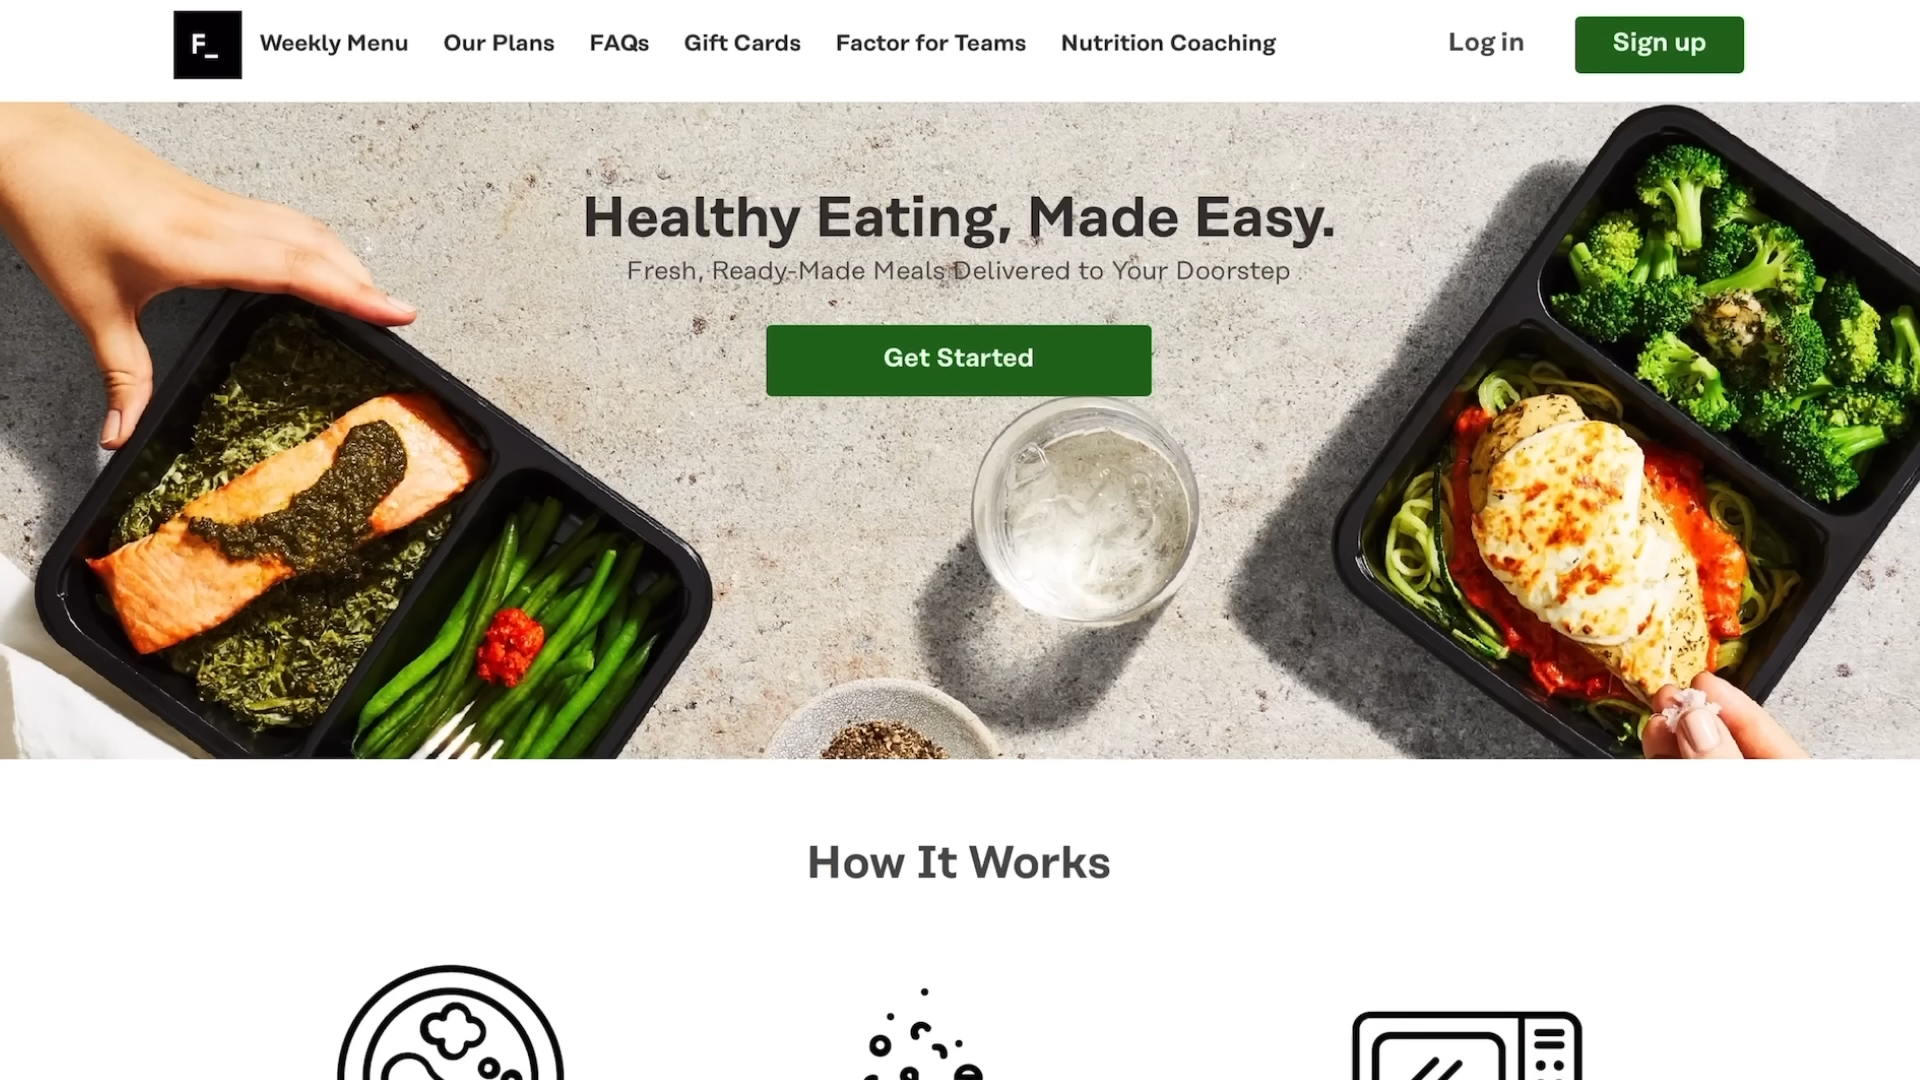 F_
Weekly Menu
Our Plans
FAQs
Gift Cards
Factor for Teams
Nutrition Coaching
Log in
Sign up
Healthy Eating, Made Easy.
Fresh, Ready-Made Meals Delivered to Your Doorstep
Get Started
How It Works